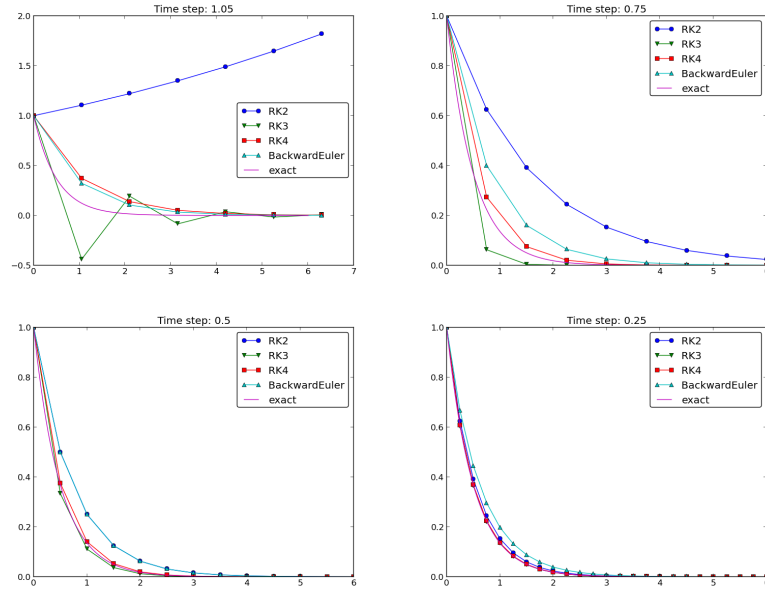 Time step: 1.05
2.0
1.5
1.0
0.5
0.0
−0.5
0 1 2 3 4 5 6 7
RK2
RK3
RK4
BackwardEuler
exact
Time step: 0.75
1.0
0.8
0.6
0.4
0.2
0.0
0 1 2 3 4 5 6
RK2
RK3
RK4
BackwardEuler
exact
Time step: 0.5
1.0
0.8
0.6
0.4
0.2
0.0
0 1 2 3 4 5 6
RK2
RK3
RK4
BackwardEuler
exact
Time step: 0.25
1.0
0.8
0.6
0.4
0.2
0.0
0 1 2 3 4 5 6
RK2
RK3
RK4
BackwardEuler
exact